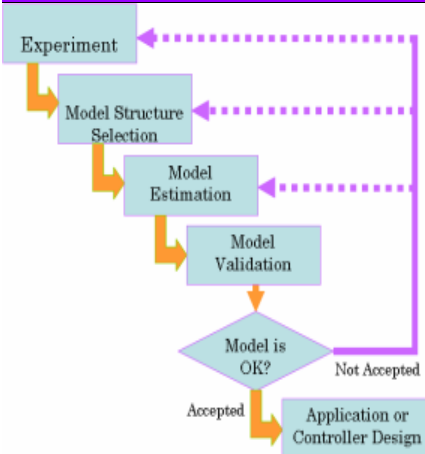 Experiment
Model Structure
Selection
Model
Estimation
Model
Validation
Model is
OK?
Not Accepted
Accepted
Application or
Controller Design